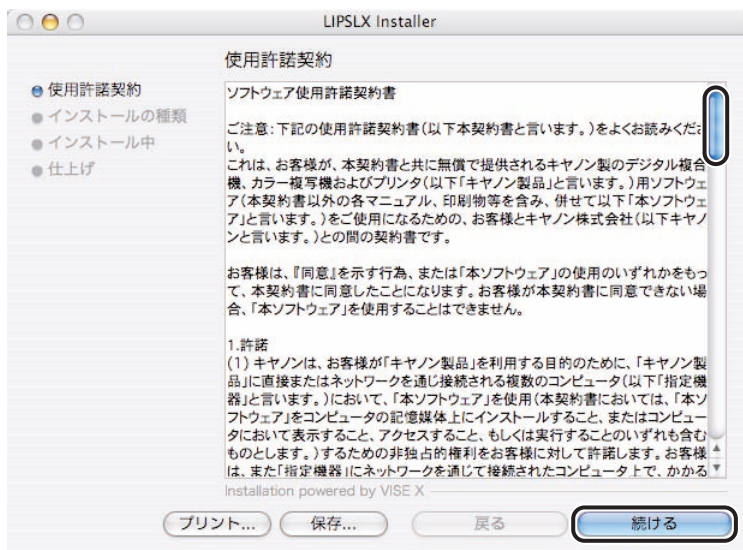 LIPSLX Installer
使用許諾契約
使用許諾契約
インストールの種類
インストール中
仕上げ
ソフトウェア使用許諾契約書
ご注意:下記の使用許諾契約書(以下本契約書と言います。)をよくお読みくださ
い。
これは、お客様が、本契約書と共に無償で提供されるキヤノン製のデジタル複合
機、カラー複写機およびプリンタ(以下「キヤノン製品」と言います。)用ソフトウェ
ア(本契約書以外の各マニュアル、印刷物等を含み、併せて以下「本ソフトウェ
ア」と言います。)をご使用になるための、お客様とキヤノン株式会社(以下キヤノ
ンと言います。)との間の契約書です。
お客様は、『同意』を示す行為、または「本ソフトウェア」の使用のいずれかをもっ
て、本契約書に同意したことになります。お客様が本契約書に同意できない場
合、「本ソフトウェア」を使用することはできません。
1.許諾
(1) キヤノンは、お客様が「キヤノン製品」を利用する目的のために、「キヤノン製
品」に直接またはネットワークを通じ接続される複数のコンピュータ(以下「指定機
器」と言います。)において、「本ソフトウェア」を使用(本契約書においては、「本ソ
フトウェア」をコンピュータの記憶媒体上にインストールすること、またはコンピュー
タにおいて表示すること、アクセスすること、もしくは実行することのいずれも含む
ものとします。)するための非独占的権利をお客様に対して許諾します。お客様
は、また「指定機器」にネットワークを通じて接続されたコンピュータ上で、かかる
Installation powered by VISE X
プリント... 保存... 戻る 続ける